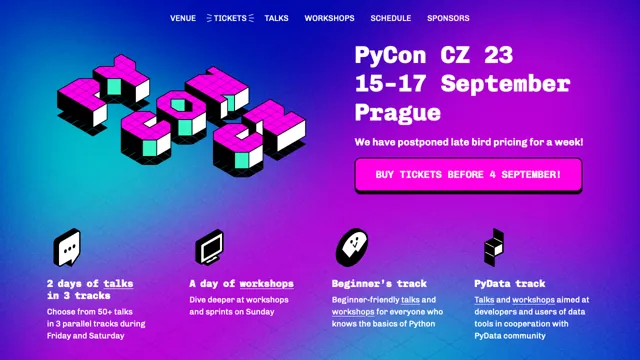 VENUE TICKETS TALKS WORKSHOPS SCHEDULE SPONSORS
PY
CON
CZ
PyCon CZ 23
15–17 September
Prague
We have postponed late bird pricing for a week!
BUY TICKETS BEFORE 4 SEPTEMBER!
2 days of talks
in 3 tracks
Choose from 50+ talks
in 3 parallel tracks during
Friday and Saturday
A day of workshops
Dive deeper at workshops
and sprints on Sunday
Beginner's track
Beginner-friendly talks and
workshops for everyone who
knows the basics of Python
PyData track
Talks and workshops aimed at
developers and users of data
tools in cooperation with
PyData community